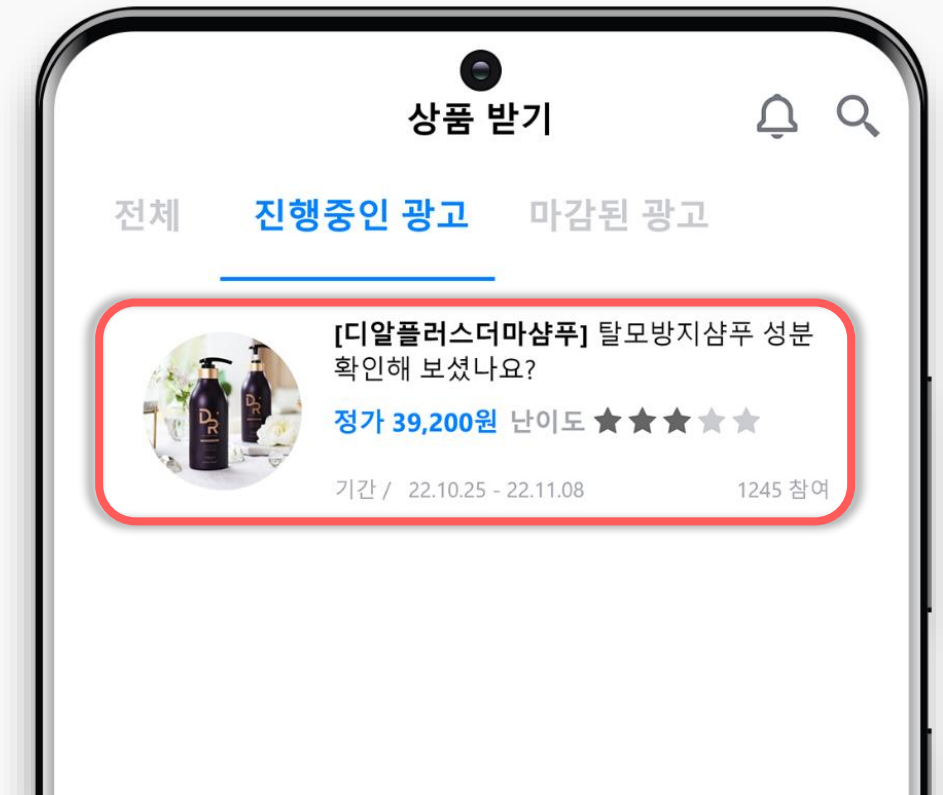 상품 받기
전체 진행중인 광고 마감된 광고
[디알플러스더마샴푸] 탈모방지샴푸 성분
확인해 보셨나요?
정가 39,200원 난이도 ★★★★★
기간 / 22.10.25 - 22.11.08 1245 참여
DR
DR